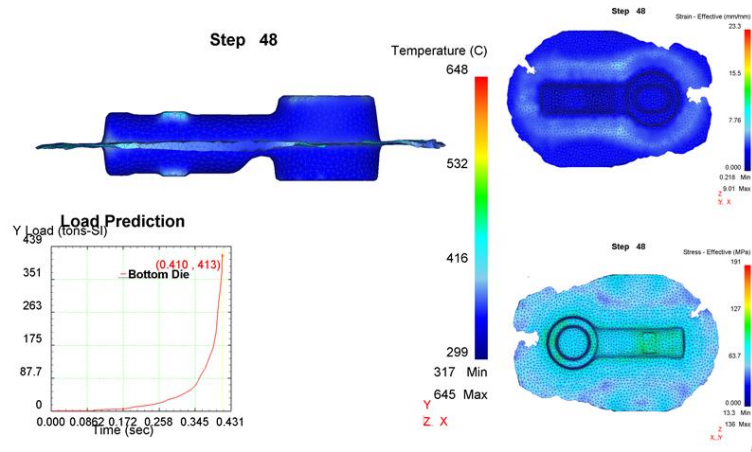 Step 48
Temperature (C)
648
532
416
299
317 Min
645 Max
Y
Z X
Load Prediction
Y Load (tons-SI)
439
351
263
175
87.7
0
(0.410 , 413)
Bottom Die
0.000 0.0862 0.172 0.258 0.345 0.431
Time (sec)
Step 48
Strain - Effective (mm/mm)
23.3
15.5
7.76
0.000
0.218 Min
9.01 Max
Z
Y, X
Step 48
Stress - Effective (MPa)
191
127
63.7
0.000
13.3 Min
136 Max
Z
X, Y